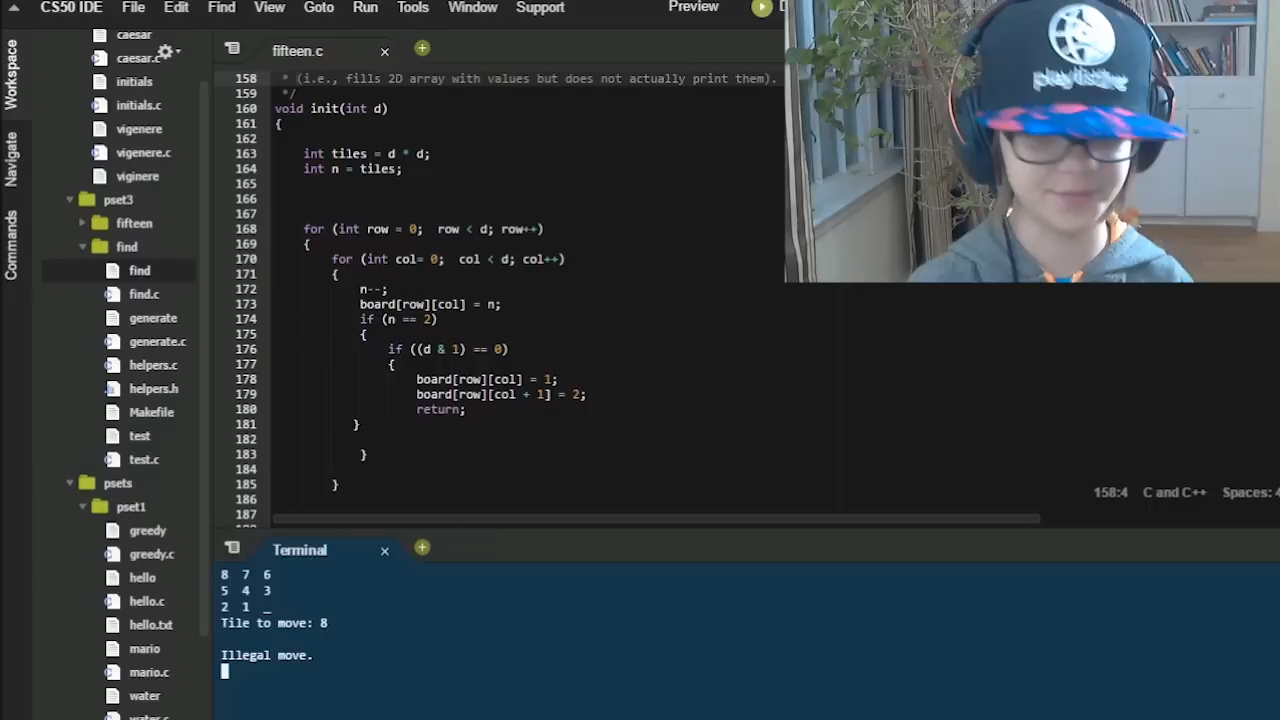 CS50 IDE File Edit Find View Goto Run Tools Window Support Preview
Workspace
Navigate
Commands
caesar
caesar.c
initials
initials.c
vigenere
vigenere.c
viginere
pset3
fifteen
find
find
find.c
generate
generate.c
helpers.c
helpers.h
Makefile
test
test.c
psets
pset1
greedy
greedy.c
hello
hello.c
hello.txt
mario
mario.c
water
water.c
fifteen.c
158 * (i.e., fills 2D array with values but does not actually print them).
159 */
160 void init(int d)
161 {
162
163 int tiles = d * d;
164 int n = tiles;
165
166
167
168 for (int row = 0;  row < d; row++)
169 {
170 for (int col= 0;  col < d; col++)
171 {
172 n--;
173 board[row][col] = n;
174 if (n == 2)
175 {
176 if ((d & 1) == 0)
177 {
178 board[row][col] = 1;
179 board[row][col + 1] = 2;
180 return;
181 }
182
183 }
184
185 }
186
187
158:4 C and C++ Spaces:
playlistlive
Terminal
8 7 6
5 4 3
2 1 _
Tile to move: 8
Illegal move.